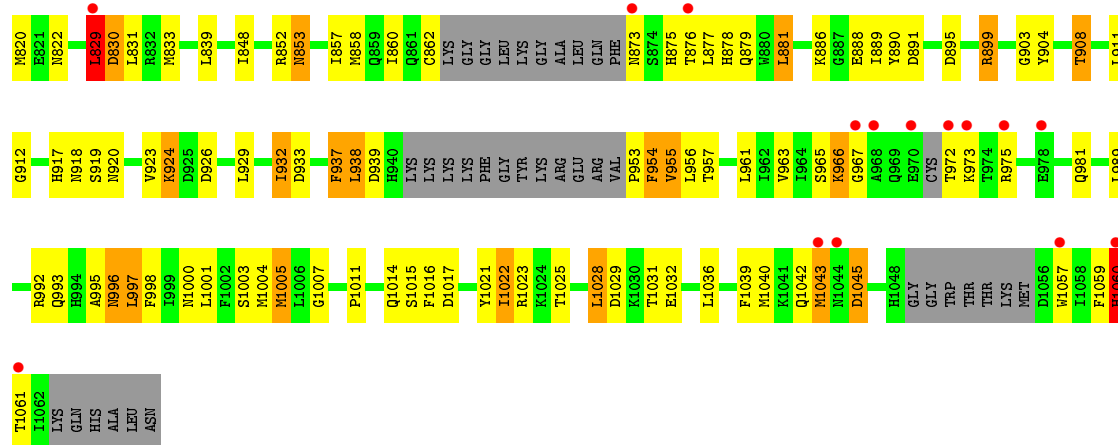 M820 E821 N822 L829 D830 L831 R832 M833 L839 I848 R852 N853 I857 M858 Q859 I860 Q861 C862 LYS GLY GLY LEU LYS GLY ALA LEU GLN PHE N873 S874 H875 T876 L877 H878 Q879 W880 L881 K886 G887 E888 I889 Y890 D891 D895 R899 G903 Y904 T908 L911
G912 H917 N918 S919 N920 V923 K924 D925 D926 L929 I932 D933 F937 L938 D939 H940 LYS LYS LYS LYS PHE GLY TYR LYS ARG GLU ARG VAL P953 F954 V955 L956 T957 L961 I962 V963 I964 S965 K966 G967 A968 Q969 E970 CYS T972 K973 T974 R975 E978 Q981
R992 Q993 H994 A995 N996 L997 F998 I999 N1000 L1001 F1002 S1003 M1004 M1005 L1006 G1007 P1011 Q1014 S1015 F1016 D1017 Y1021 I1022 R1023 K1024 T1025 L1028 D1029 K1030 T1031 E1032 L1036 F1039 M1040 K1041 Q1042 M1043 N1044 D1045 H1048 GLY GLY TRP THR THR LYS MET D1056 W1057 I1058 F1059 H1060
T1061 I1062 LYS GLN HIS ALA LEU ASN